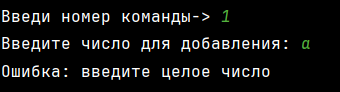 Введи номер команды-> 1
Введите число для добавления: а
Ошибка: введите целое число